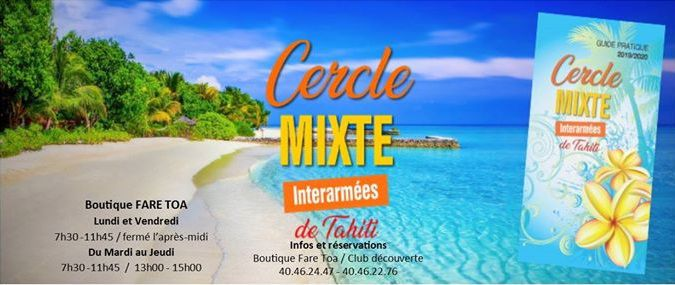 Cercle
MIXTE
Interarmées
de Tahiti
Infos et réservations
Boutique Fare Toa / Club découverte
40.46.24.47 - 40.46.22.76
Boutique FARE TOA
Lundi et Vendredi
7h30 -11h45 / fermé l'après-midi
Du Mardi au Jeudi
7h30 -11h45 / 13h00 - 15h00
GUIDE PRATIQUE
2019/2020
Cercle
MIXTE
Interarmées
de Tahiti